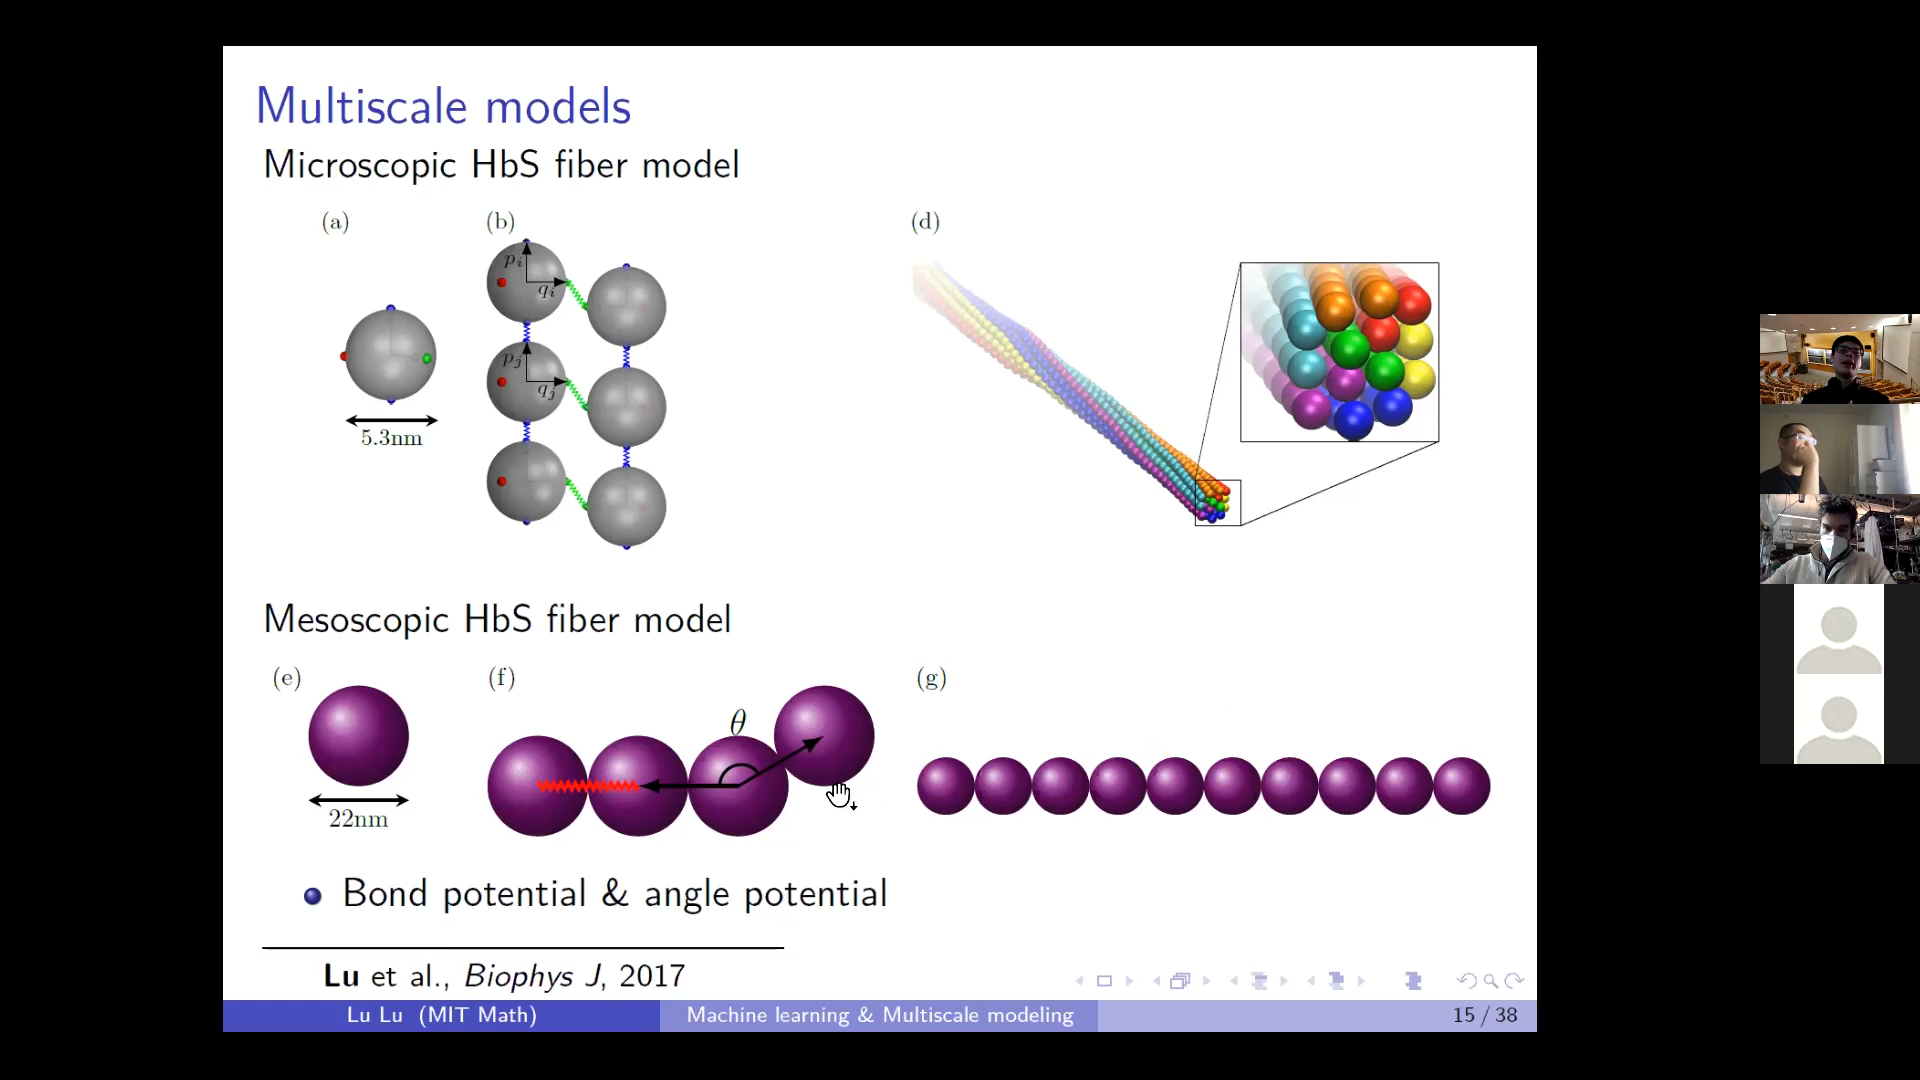 Multiscale models
Microscopic HbS fiber model
(a) (b) (d)
p_i
q_i
p_j
q_j
5.3nm
Mesoscopic HbS fiber model
(e) (f) (g)
θ
22nm
Bond potential & angle potential
Lu et al., Biophys J, 2017
Lu Lu (MIT Math) Machine learning & Multiscale modeling 15 / 38